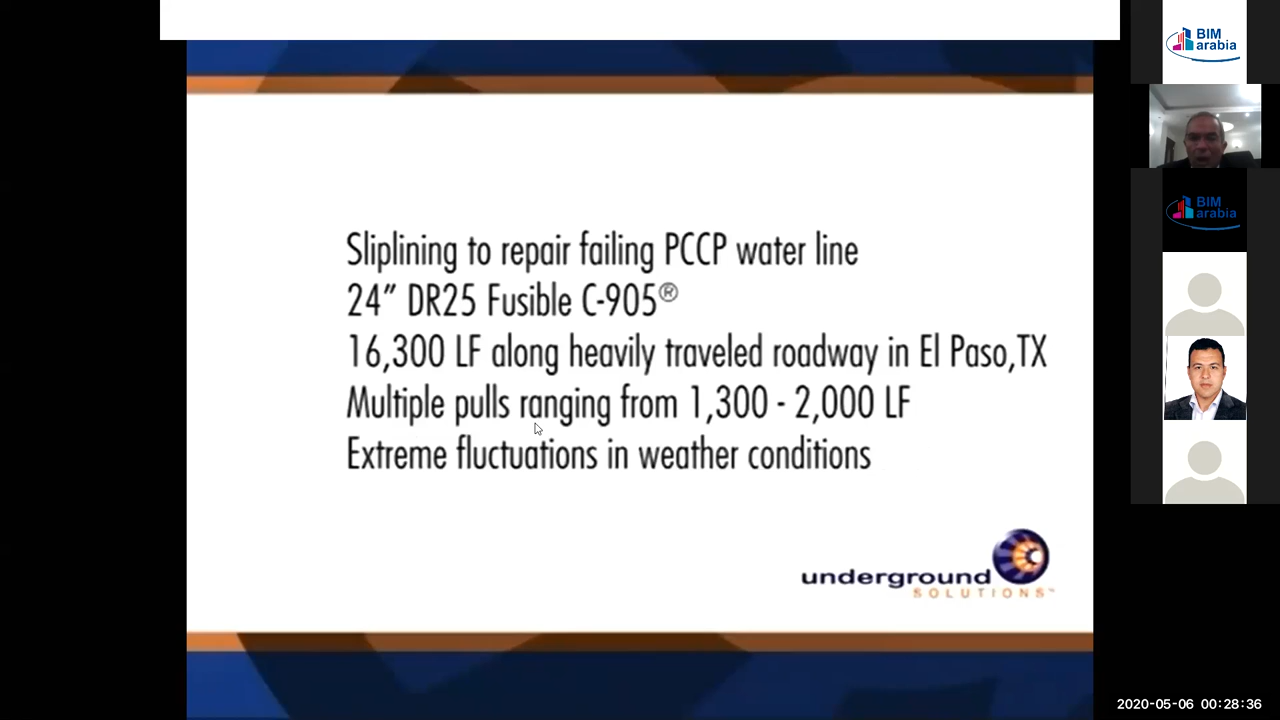 Sliplining to repair failing PCCP water line
24” DR25 Fusible C-905®
16,300 LF along heavily traveled roadway in El Paso,TX
Multiple pulls ranging from 1,300 - 2,000 LF
Extreme fluctuations in weather conditions
underground
SOLUTIONS™
BIM
arabia
BIM
arabia
2020-05-06 00:28:36